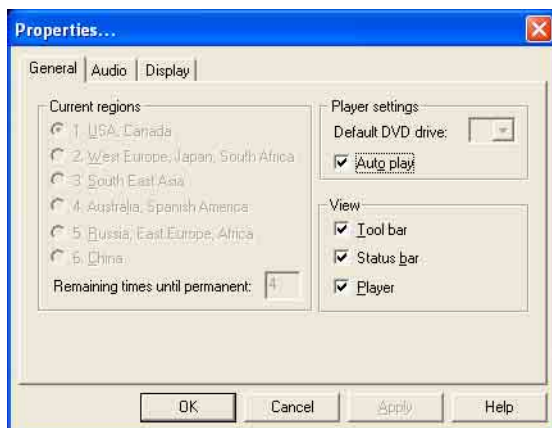 Properties...
General
Audio
Display
Current regions
1. USA, Canada
2. West Europe, Japan, South Africa
3. South East Asia
4. Australia, Spanish America
5. Russia, East Europe, Africa
6. China
Remaining times until permanent: 4
Player settings
Default DVD drive:
Auto play
View
Tool bar
Status bar
Player
OK
Cancel
Apply
Help